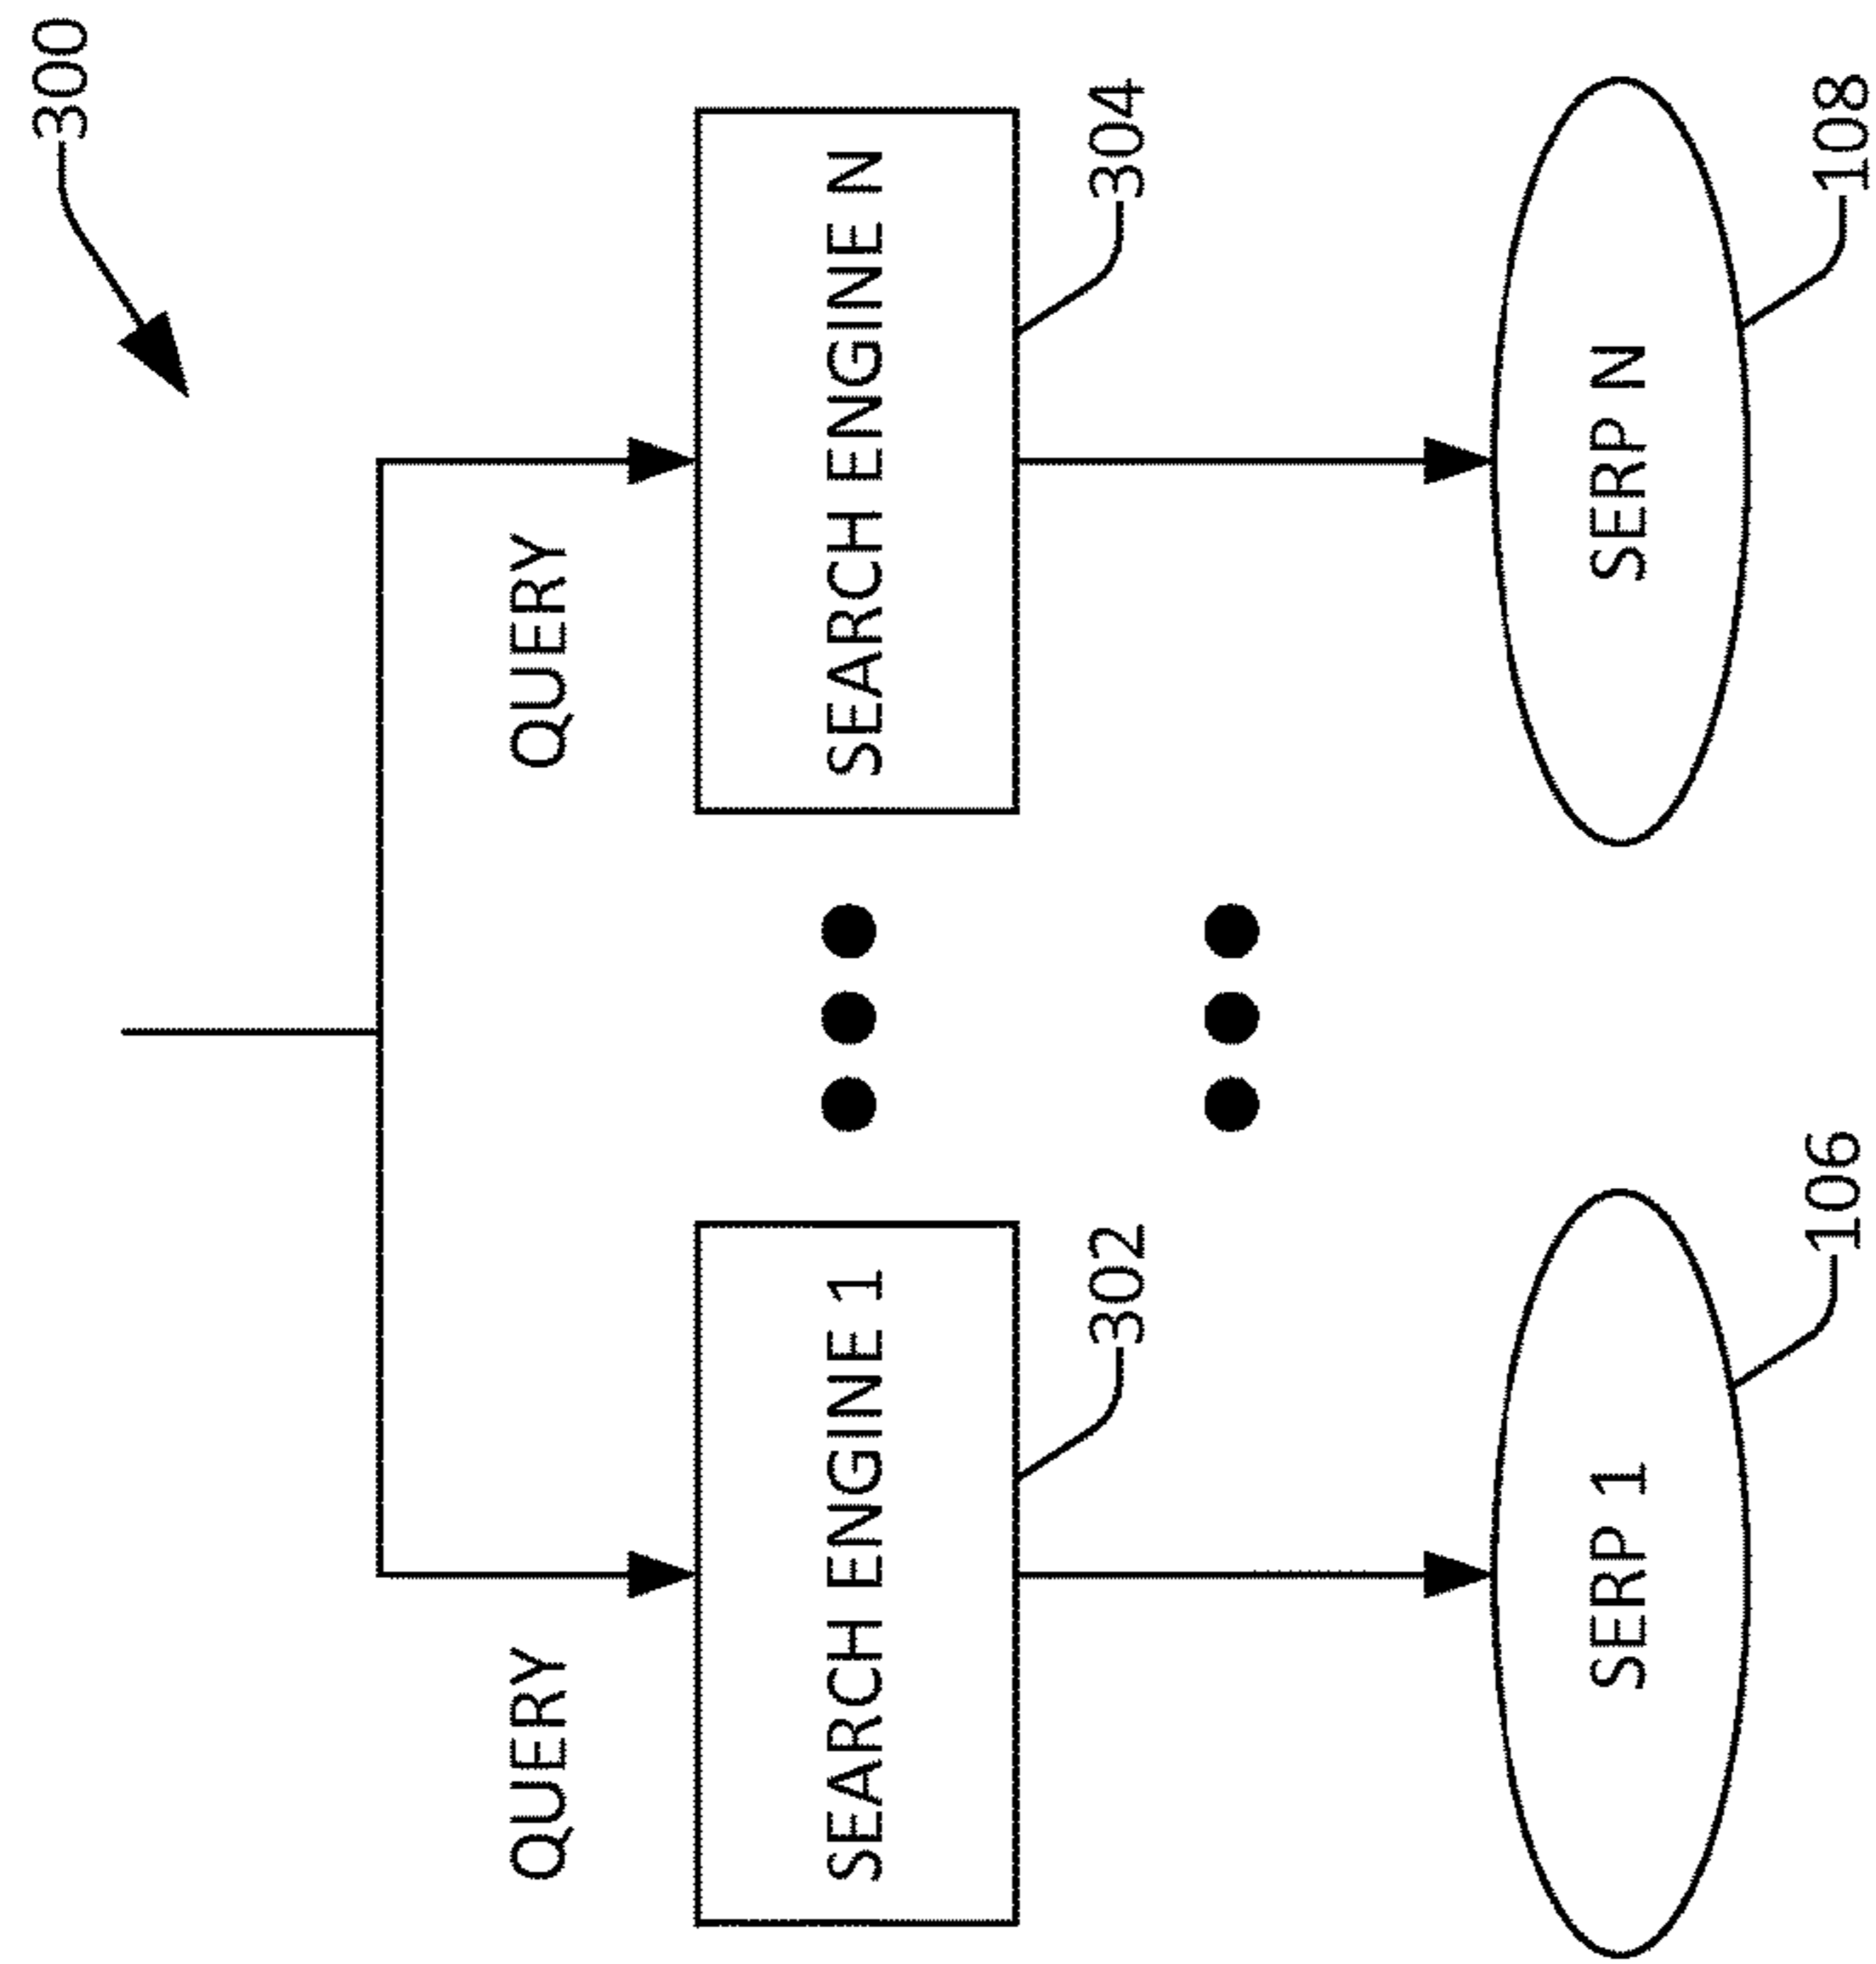 300
QUERY
QUERY
SEARCH ENGINE 1
SEARCH ENGINE N
302
304
SERP 1
SERP N
106
108